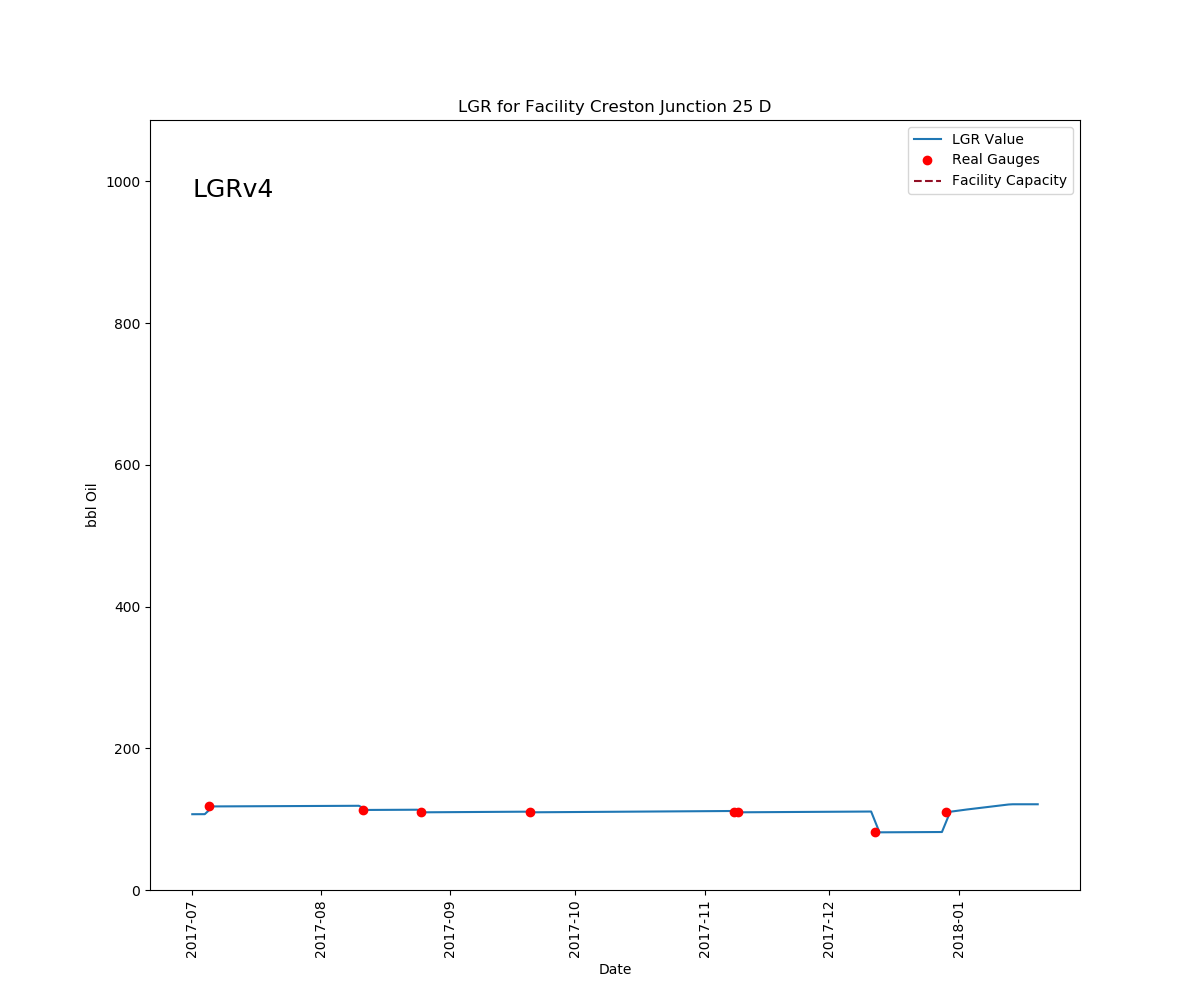 LGR for Facility Creston Junction 25 D
LGRv4
LGR Value
Real Gauges
Facility Capacity
1000
800
600
400
200
0
bbl Oil
2017-07
2017-08
2017-09
2017-10
2017-11
2017-12
2018-01
Date